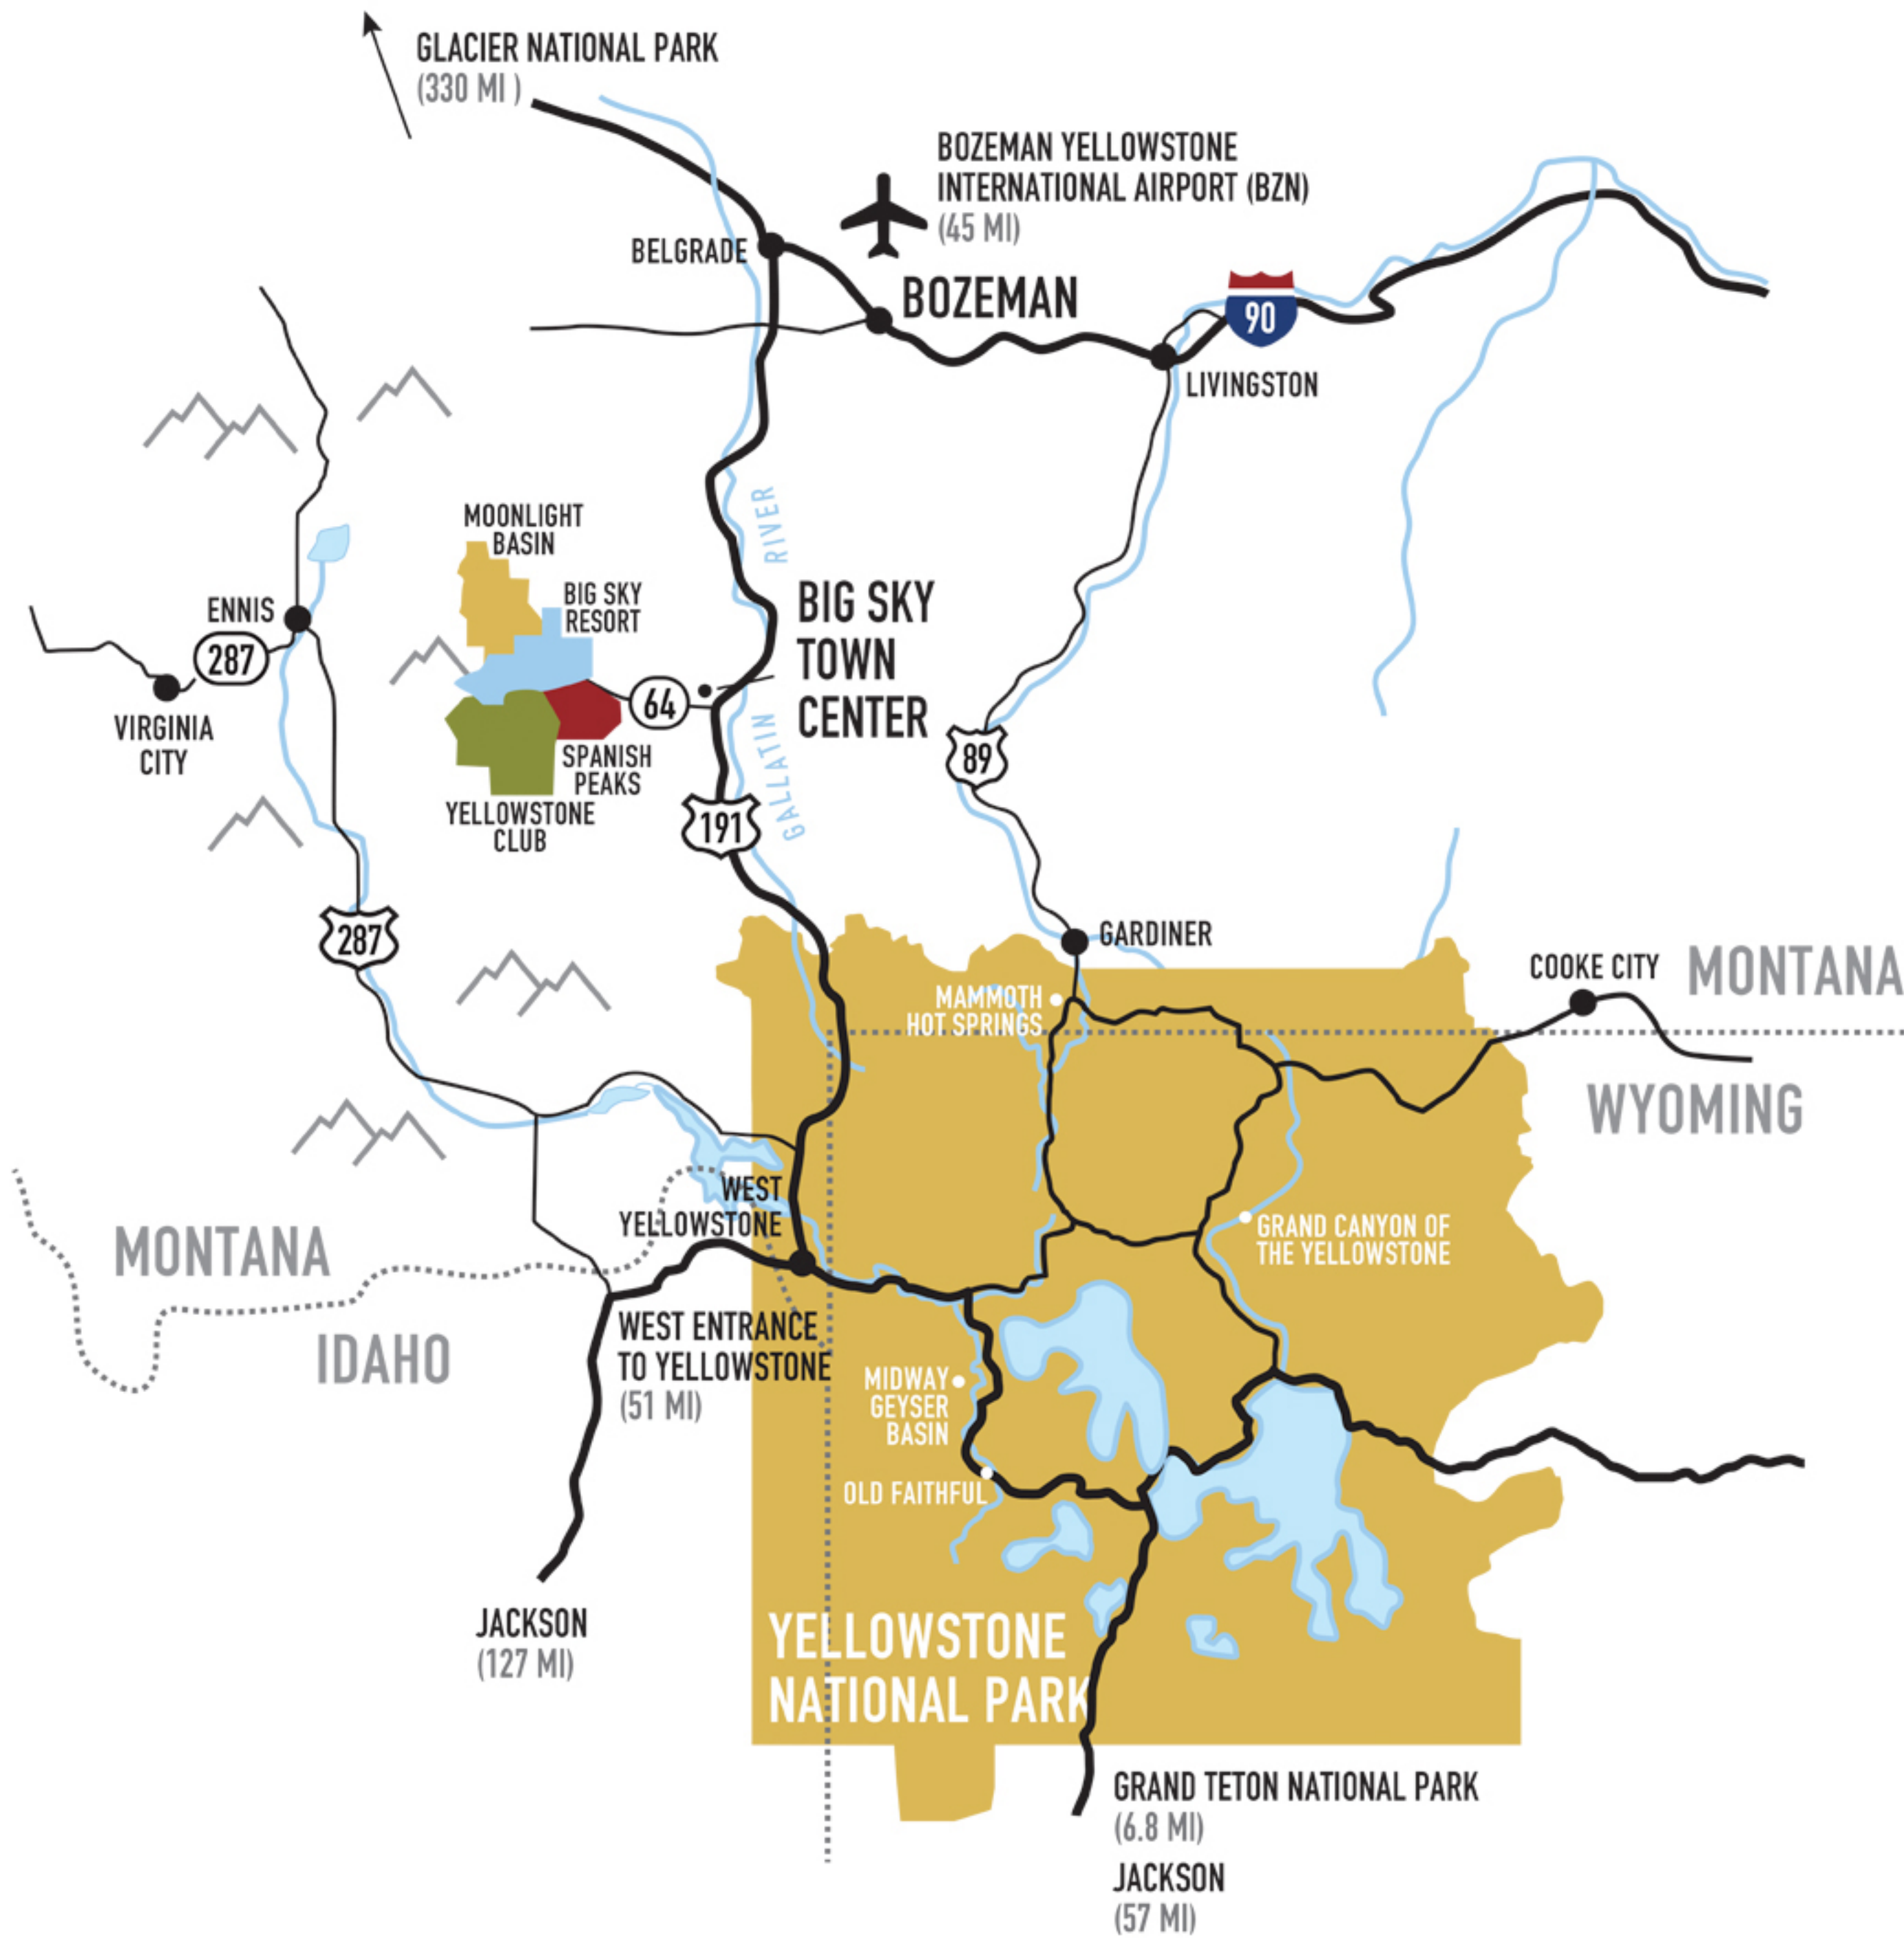 GLACIER NATIONAL PARK
(330 MI )
BOZEMAN YELLOWSTONE
INTERNATIONAL AIRPORT (BZN)
(45 MI)
BELGRADE
BOZEMAN
90
LIVINGSTON
MOONLIGHT
BASIN
BIG SKY
RESORT
RIVER
BIG SKY
TOWN
CENTER
ENNIS
287
64
VIRGINIA
CITY
SPANISH
PEAKS
YELLOWSTONE
CLUB
GALLATIN
89
191
287
GARDINER
COOKE CITY
MONTANA
MAMMOTH
HOT SPRINGS
WYOMING
WEST
YELLOWSTONE
GRAND CANYON OF
THE YELLOWSTONE
MONTANA
IDAHO
WEST ENTRANCE
TO YELLOWSTONE
(51 MI)
MIDWAY
GEYSER
BASIN
OLD FAITHFUL
JACKSON
(127 MI)
YELLOWSTONE
NATIONAL PARK
GRAND TETON NATIONAL PARK
(6.8 MI)
JACKSON
(57 MI)